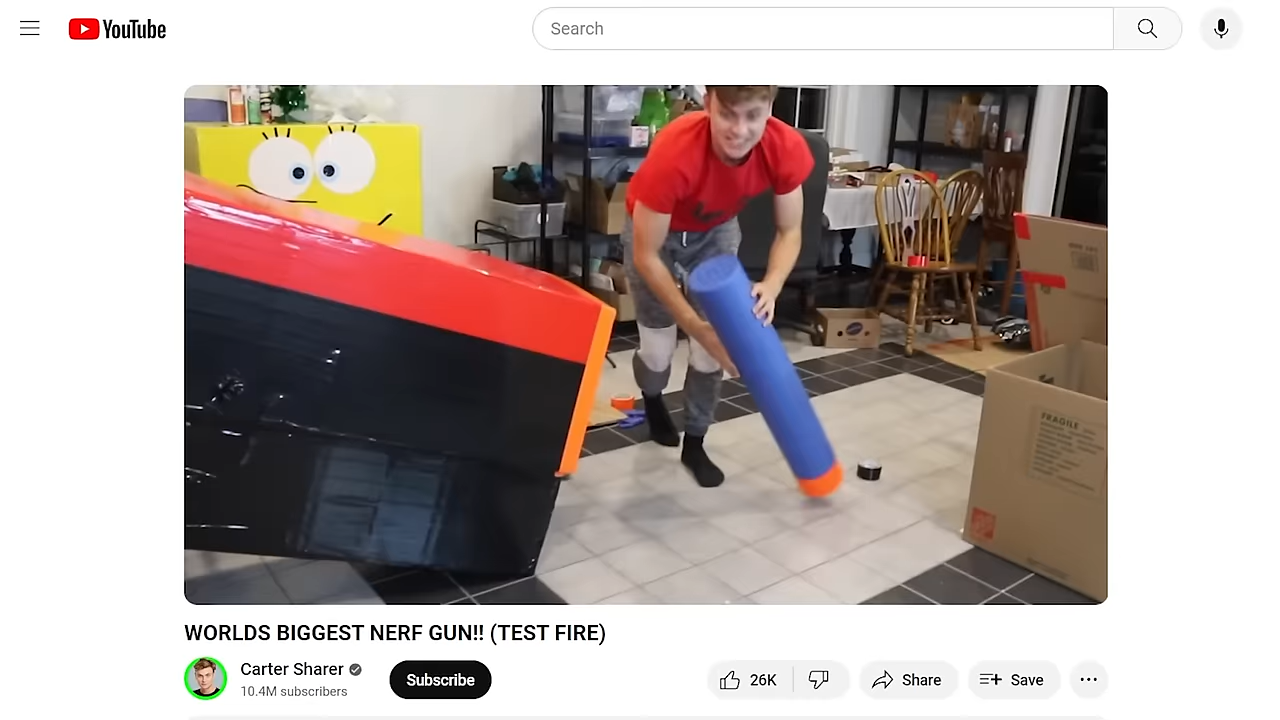 YouTube
Search
FRAGILE
WORLDS BIGGEST NERF GUN!! (TEST FIRE)
Carter Sharer
10.4M subscribers
Subscribe
26K
Share
Save